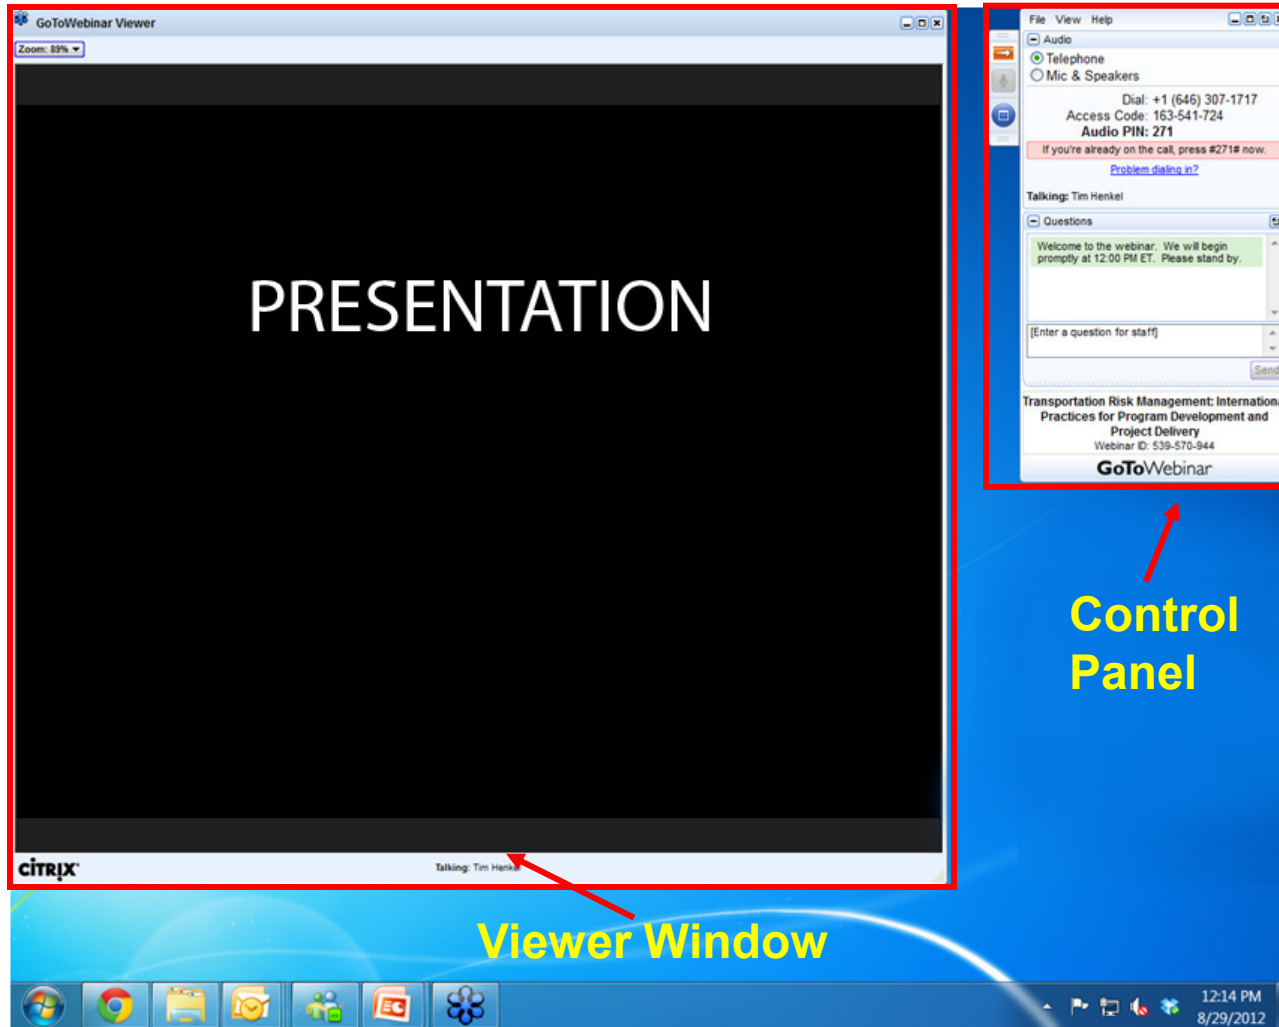 GoToWebinar Viewer
Zoom: 89%
PRESENTATION
CİTRIX
Talking: Tim Henkel
Viewer Window
File View Help
Audio
Telephone
Mic & Speakers
Dial: +1 (646) 307-1717
Access Code: 163-541-724
Audio PIN: 271
If you're already on the call, press #271# now.
Problem dialing in?
Talking: Tim Henkel
Questions
Welcome to the webinar. We will begin
promptly at 12:00 PM ET. Please stand by.
[Enter a question for staff]
Send
Transportation Risk Management: Internationa
Practices for Program Development and
Project Delivery
Webinar ID: 539-570-944
GoToWebinar
Control
Panel
12:14 PM
8/29/2012